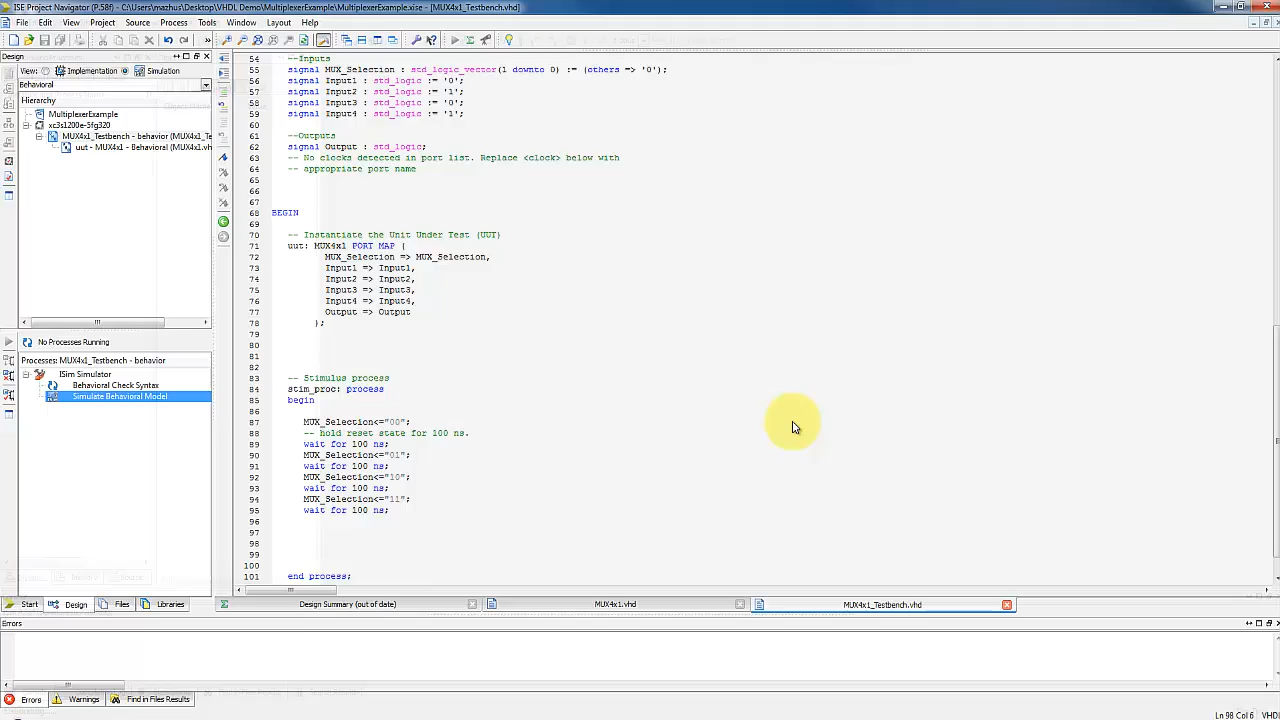 ISE Project Navigator (P.58f) - C:\Users\mazhus\Desktop\VHDL Demo\MultiplexerExample\MultiplexerExample.xise - [MUX4x1_Testbench.vhd]
File Edit View Project Source Process Tools Window Layout Help
Design
View: Implementation Simulation
Behavioral
Hierarchy
MultiplexerExample
xc3s1200e-5fg320
MUX4x1_Testbench - behavior (MUX4x1_Te
uut - MUX4x1 - Behavioral (MUX4x1.vh
No Processes Running
Processes: MUX4x1_Testbench - behavior
ISim Simulator
Behavioral Check Syntax
Simulate Behavioral Model
54 --Inputs
55 signal MUX_Selection : std_logic_vector(1 downto 0) := (others => '0');
56 signal Input1 : std_logic := '0';
57 signal Input2 : std_logic := '1';
58 signal Input3 : std_logic := '0';
59 signal Input4 : std_logic := '1';
60
61 --Outputs
62 signal Output : std_logic;
63 -- No clocks detected in port list. Replace <clock> below with
64 -- appropriate port name
65
66
67
68 BEGIN
69
70 -- Instantiate the Unit Under Test (UUT)
71 uut: MUX4x1 PORT MAP (
72 MUX_Selection => MUX_Selection,
73 Input1 => Input1,
74 Input2 => Input2,
75 Input3 => Input3,
76 Input4 => Input4,
77 Output => Output
78 );
79
80
81
82
83 -- Stimulus process
84 stim_proc: process
85 begin
86
87 MUX_Selection<="00";
88 -- hold reset state for 100 ns.
89 wait for 100 ns;
90 MUX_Selection<="01";
91 wait for 100 ns;
92 MUX_Selection<="10";
93 wait for 100 ns;
94 MUX_Selection<="11";
95 wait for 100 ns;
96
97
98
99
100
101 end process;
Start Design Files Libraries
Design Summary (out of date) MUX4x1.vhd MUX4x1_Testbench.vhd
Errors
Errors Warnings Find in Files Results
Ln 98 Col 6 VHD